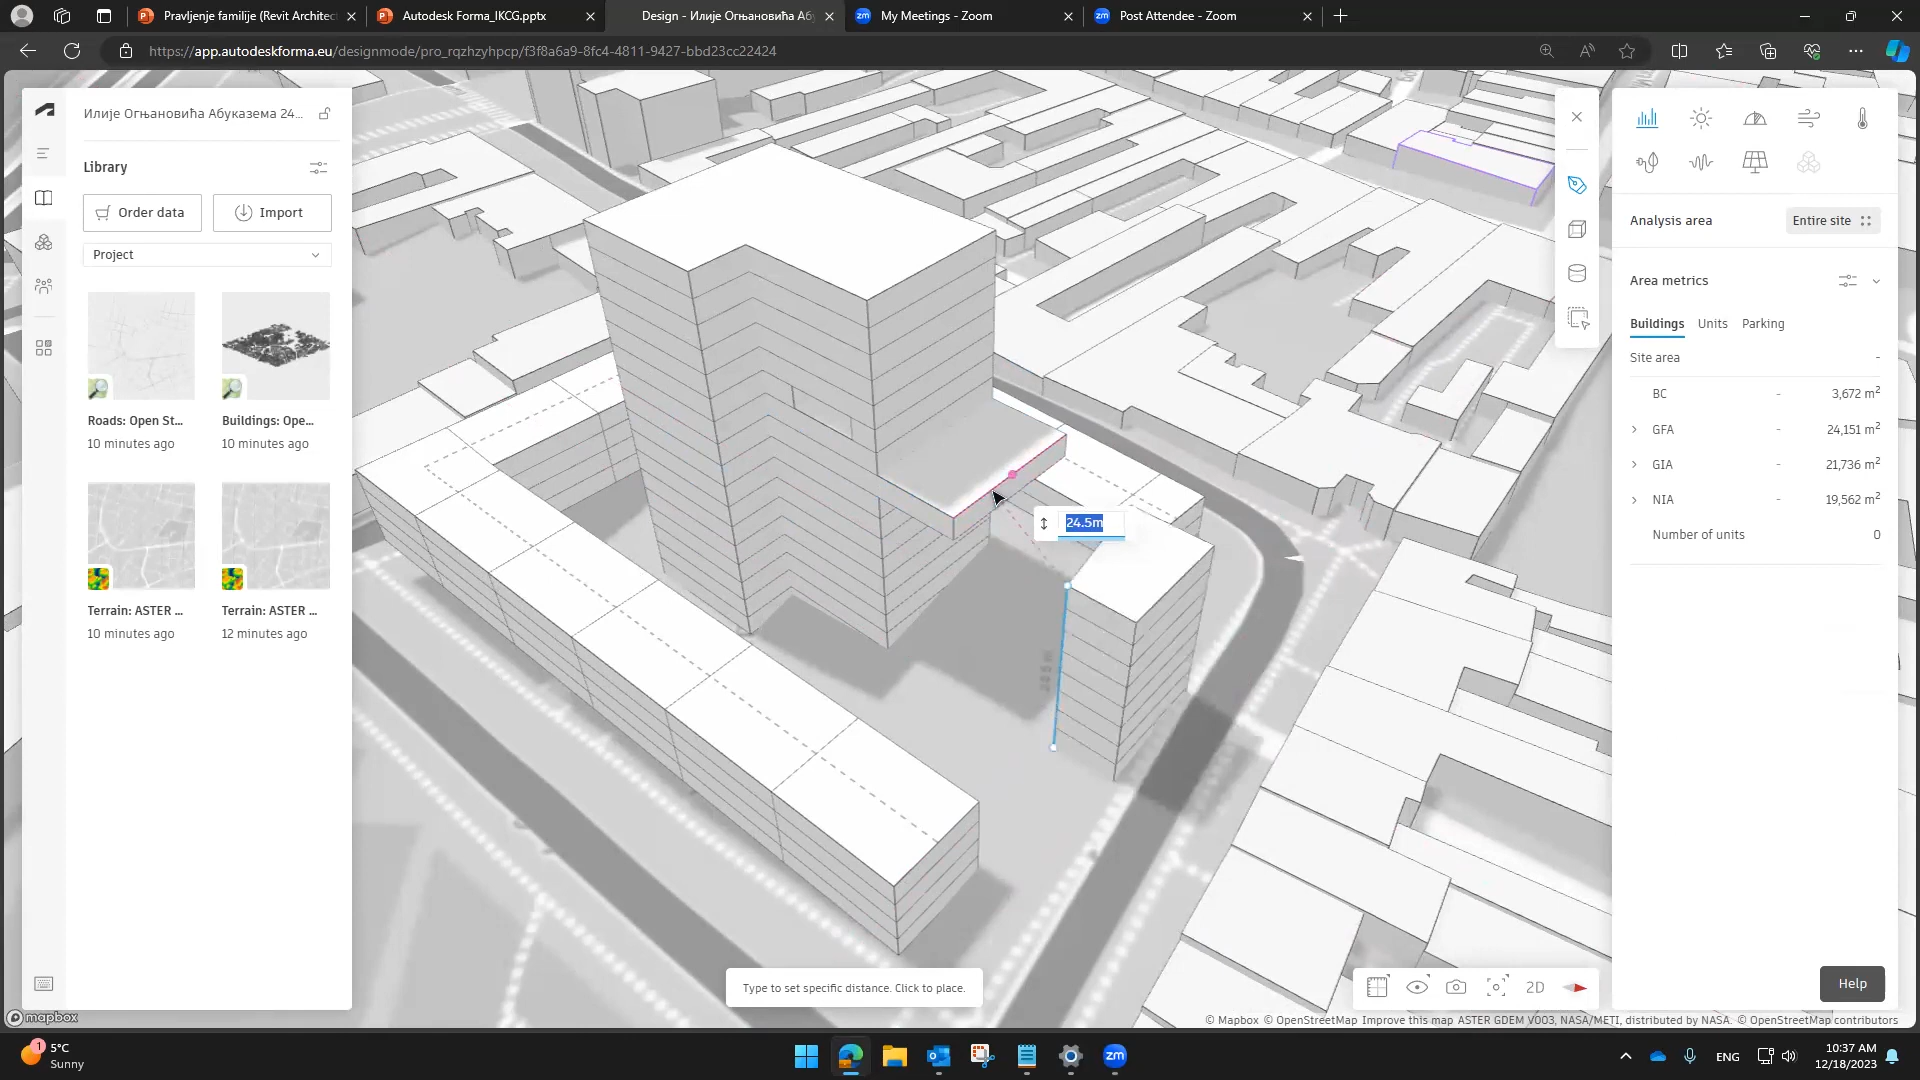 Pravljenje familije (Revit Architec
Autodesk Forma_IKCG.pptx
Design - Илије Огњановића Абу
My Meetings - Zoom
Post Attendee - Zoom
https://app.autodeskforma.eu/designmode/pro_rqzhzyhpcp/f3f8a6a9-8fc4-4811-9427-bbd23cc22424
Илије Огњановића Абуказема 24...
Library
Order data
Import
Project
Roads: Open St...
10 minutes ago
Buildings: Ope...
10 minutes ago
Terrain: ASTER ...
10 minutes ago
Terrain: ASTER ...
12 minutes ago
24.5m
Type to set specific distance. Click to place.
Analysis area
Entire site
Area metrics
Buildings
Units
Parking
Site area
-
BC - 3,672 m²
GFA - 24,151 m²
GIA - 21,736 m²
NIA - 19,562 m²
Number of units 0
2D
Help
mapbox
© Mapbox © OpenStreetMap Improve this map ASTER GDEM V003, NASA/METI, distributed by NASA. © OpenStreetMap contributors
1
5°C
Sunny
ENG
10:37 AM
12/18/2023